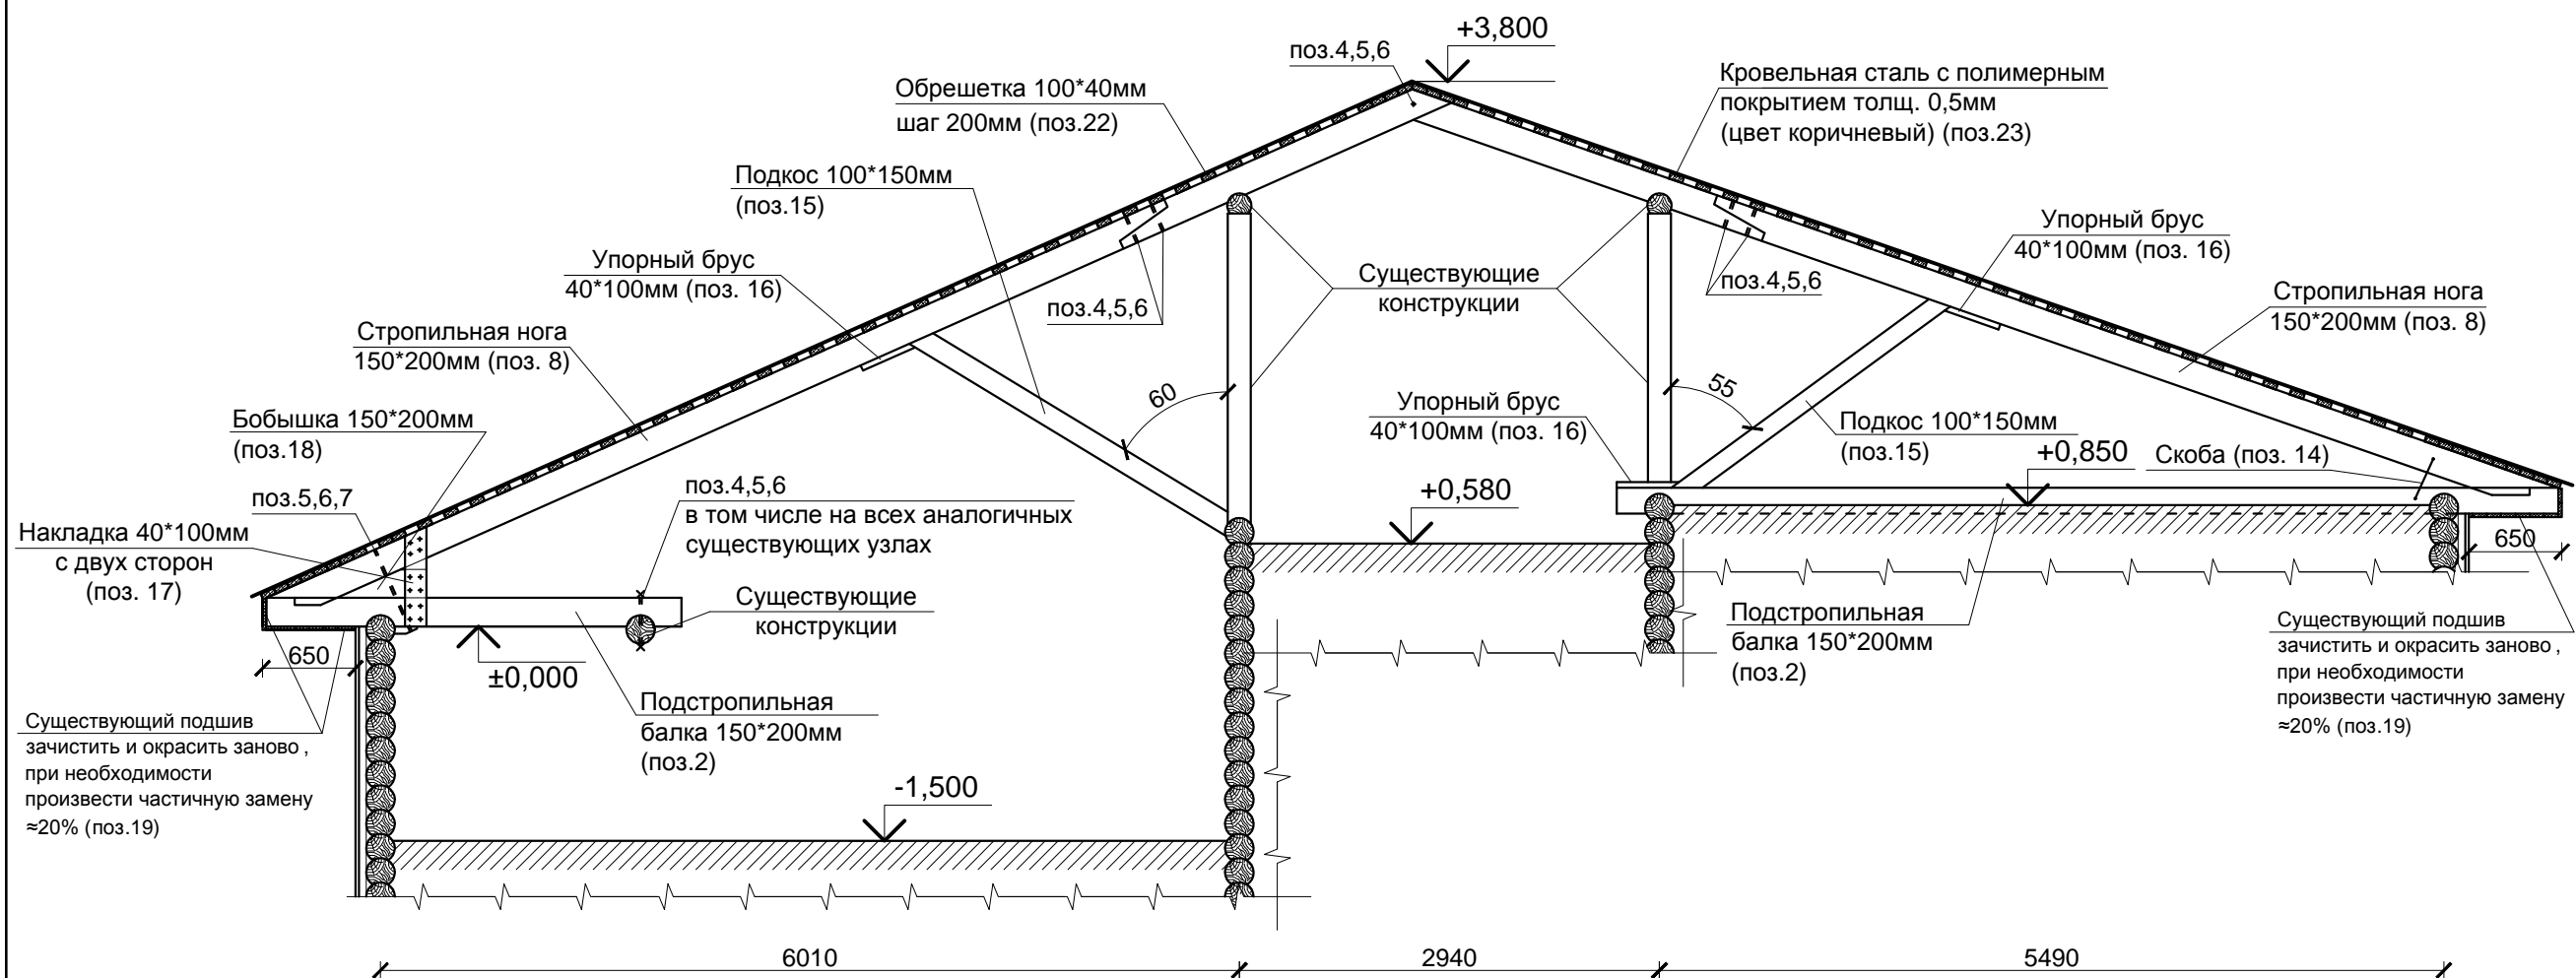 +3,800
поз.4,5,6
Обрешетка 100*40мм
шаг 200мм (поз.22)
Кровельная сталь с полимерным
покрытием толщ. 0,5мм
(цвет коричневый) (поз.23)
Подкос 100*150мм
(поз.15)
Упорный брус
40*100мм (поз. 16)
Упорный брус
40*100мм (поз. 16)
Существующие
конструкции
поз.4,5,6
поз.4,5,6
Стропильная нога
150*200мм (поз. 8)
Стропильная нога
150*200мм (поз. 8)
60
55
Бобышка 150*200мм
(поз.18)
Упорный брус
40*100мм (поз. 16)
Подкос 100*150мм
(поз.15)
+0,850
Скоба (поз. 14)
поз.5,6,7
поз.4,5,6
в том числе на всех аналогичных
существующих узлах
+0,580
Накладка 40*100мм
с двух сторон
(поз. 17)
650
Существующие
конструкции
Подстропильная
балка 150*200мм
(поз.2)
Существующий подшив
зачистить и окрасить заново ,
при необходимости
произвести частичную замену
≈20% (поз.19)
650
±0,000
Подстропильная
балка 150*200мм
(поз.2)
Существующий подшив
зачистить и окрасить заново ,
при необходимости
произвести частичную замену
≈20% (поз.19)
-1,500
6010
2940
5490